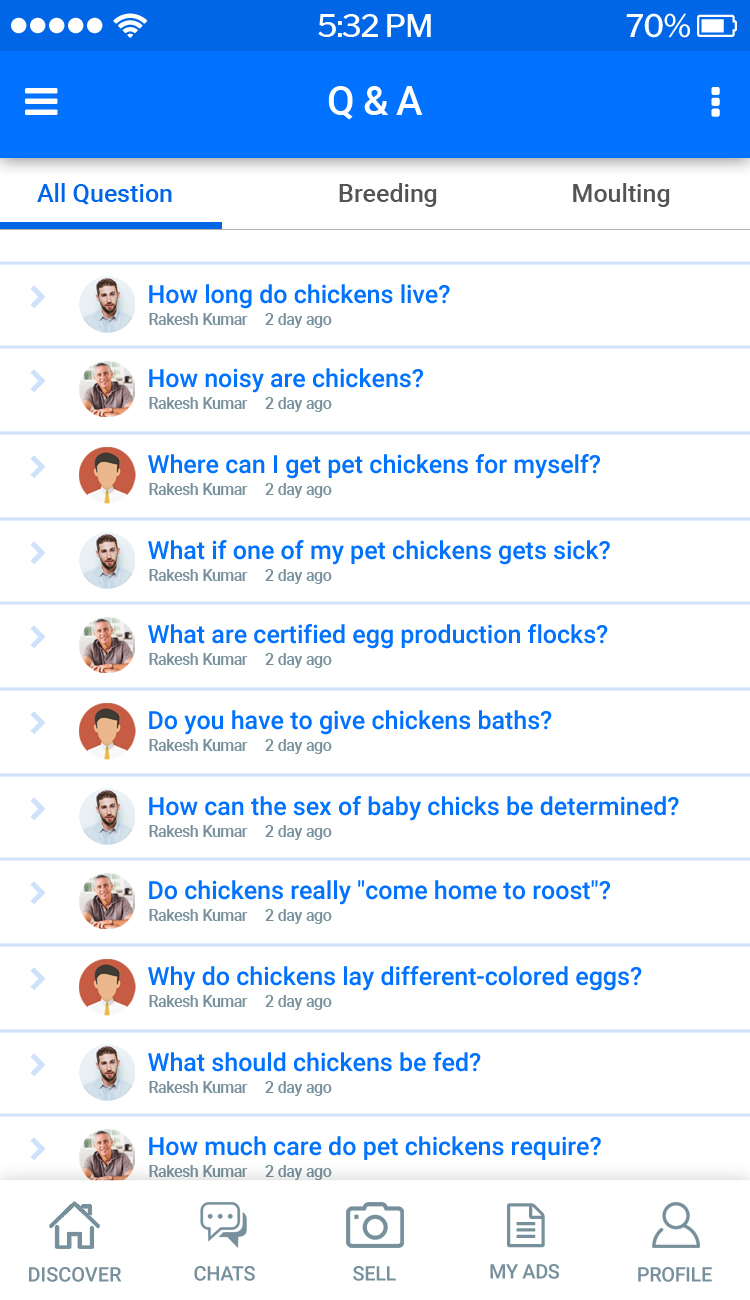 5:32 PM 70%
Q & A
All Question Breeding Moulting
How long do chickens live?
Rakesh Kumar 2 day ago
How noisy are chickens?
Rakesh Kumar 2 day ago
Where can I get pet chickens for myself?
Rakesh Kumar 2 day ago
What if one of my pet chickens gets sick?
Rakesh Kumar 2 day ago
What are certified egg production flocks?
Rakesh Kumar 2 day ago
Do you have to give chickens baths?
Rakesh Kumar 2 day ago
How can the sex of baby chicks be determined?
Rakesh Kumar 2 day ago
Do chickens really "come home to roost"?
Rakesh Kumar 2 day ago
Why do chickens lay different-colored eggs?
Rakesh Kumar 2 day ago
What should chickens be fed?
Rakesh Kumar 2 day ago
How much care do pet chickens require?
Rakesh Kumar 2 day ago
DISCOVER CHATS SELL MY ADS PROFILE